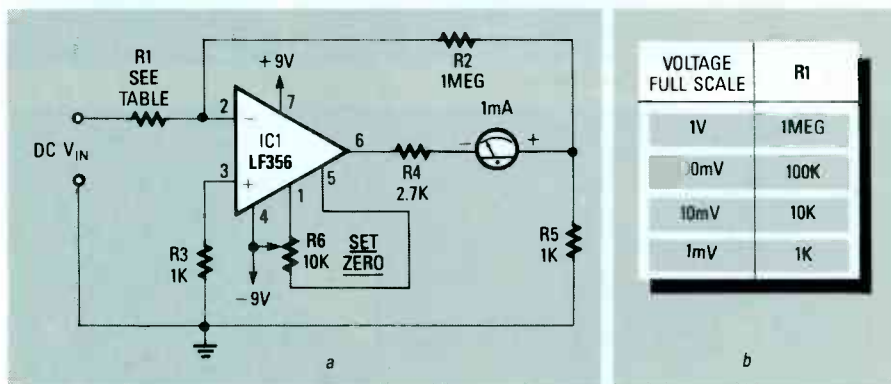 R1
SEE
TABLE
DC VIN
2
3
+9V
7
IC1
LF356
6
5
4
1
R2
1MEG
1mA
−
+
R4
2.7K
R3
1K
R6
10K
SET
ZERO
−9V
R5
1K
a
VOLTAGE FULL SCALE R1
1V 1MEG
100K
10mV 10K
1mV 1K
b